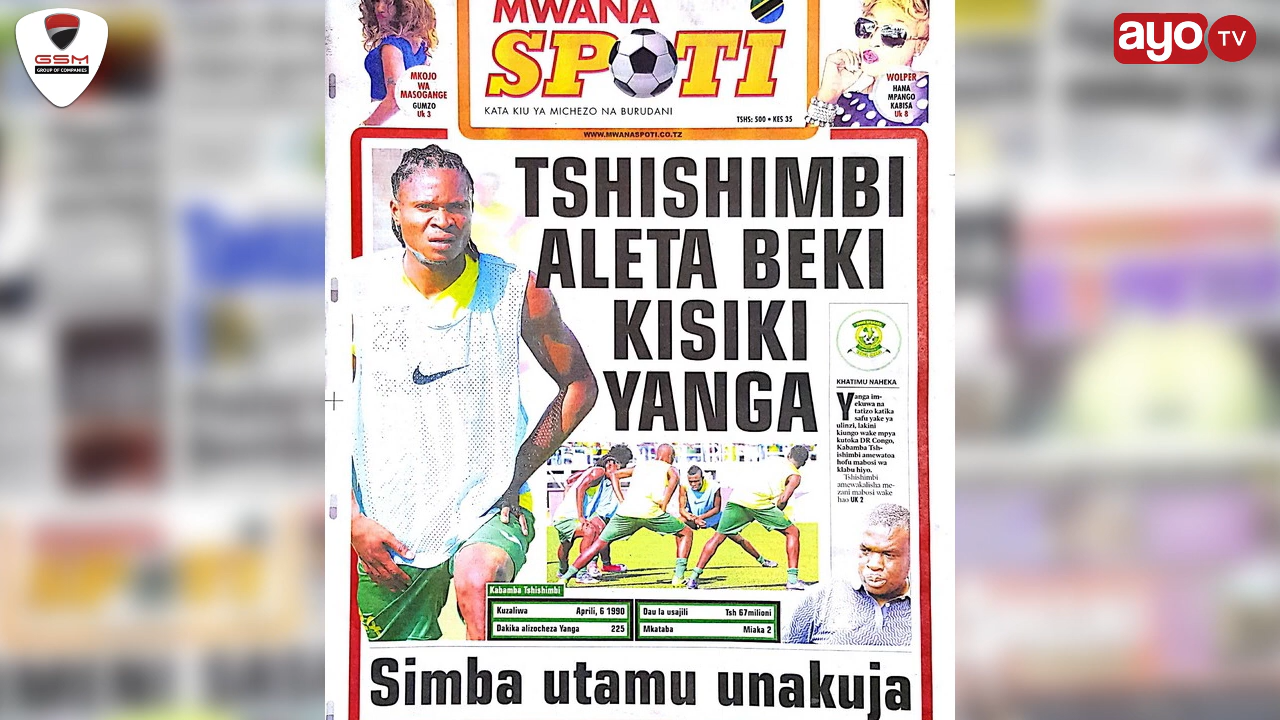 GSM
GROUP OF COMPANIES
ayo TV
MWANA
SPOTI
KATA KIU YA MICHEZO NA BURUDANI
TSHS: 500 • KES 35
WWW.MWANASPOTI.CO.TZ
MKOJO
WA
MASOGANGE
GUMZO
Uk 3
WOLPER
HANA
MPANGO
KABISA
Uk 8
TSHISHIMBI
ALETA BEKI
KISIKI
YANGA
KHATIMU NAHEKA
Yanga im-
ekuwa na
tatizo katika
safu yake ya
ulinzi, lakini
kiungo wake mpya
kutoka DR Congo,
Kabamba Tsh-
ishimbi amewatoa
hofu mabosi wa
klabu hiyo.
Tshishimbi
amewakalisha me-
zani mabosi wake
hao UK 2
Kabamba Tshishimbi
Kuzaliwa Aprili, 6 1990
Dakika alizocheza Yanga 225
Dau la usajili Tsh 67milioni
Mkataba Miaka 2
Simba utamu unakuja